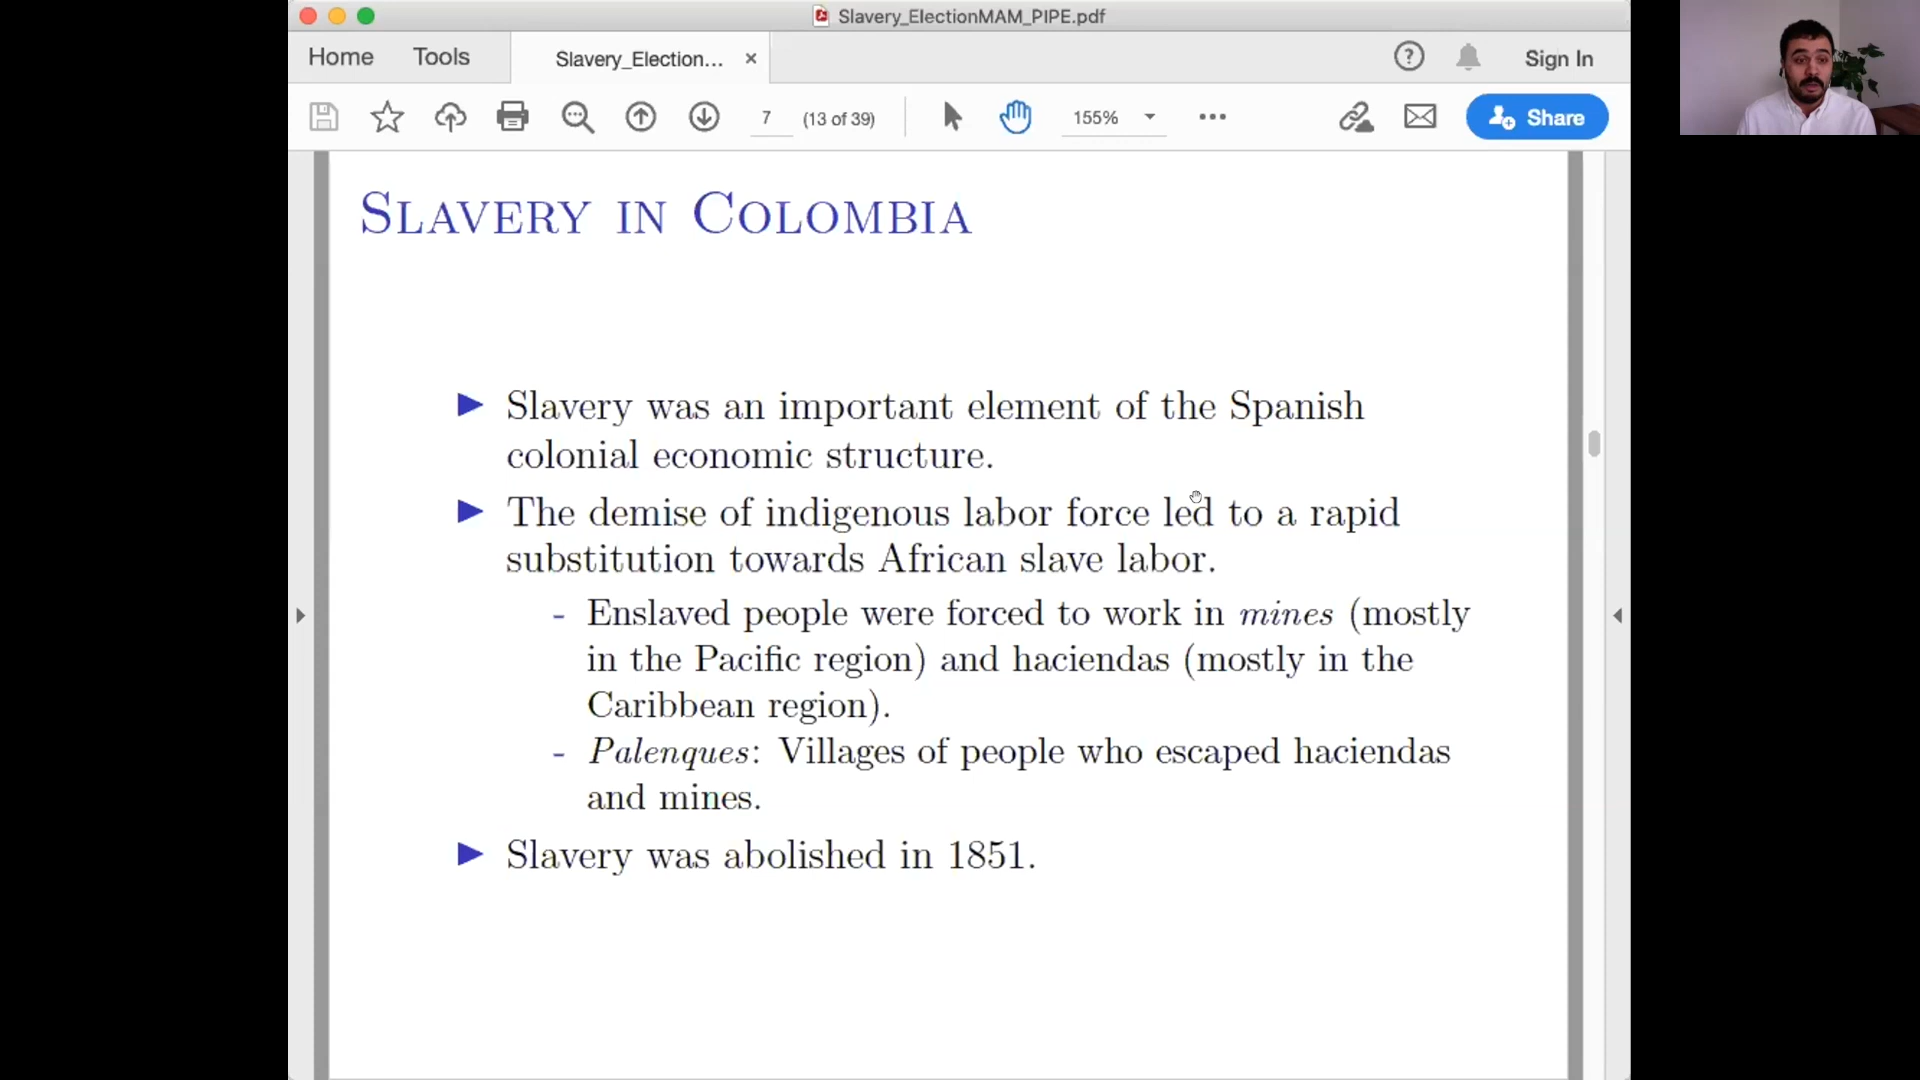 Slavery_ElectionMAM_PIPE.pdf
Home Tools Slavery_Election... × ? Sign In
7 (13 of 39) 155% Share
SLAVERY IN COLOMBIA
▶ Slavery was an important element of the Spanish
colonial economic structure.
▶ The demise of indigenous labor force led to a rapid
substitution towards African slave labor.
- Enslaved people were forced to work in mines (mostly
in the Pacific region) and haciendas (mostly in the
Caribbean region).
- Palenques: Villages of people who escaped haciendas
and mines.
▶ Slavery was abolished in 1851.